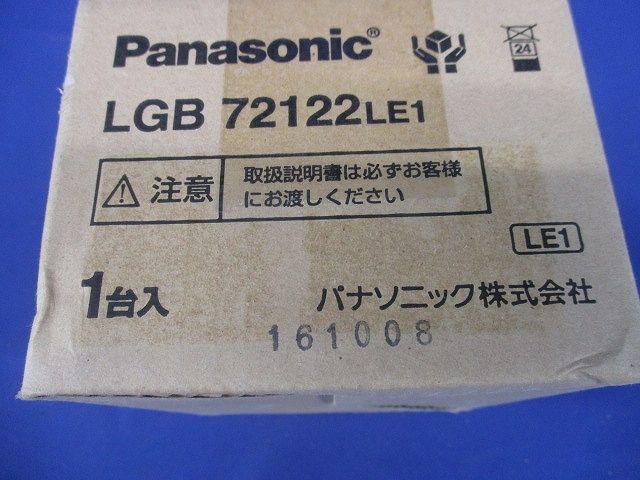 Panasonic®
24
LGB 72122LE1
注意
取扱説明書は必ずお客様
にお渡しください
LE1
1台入
パナソニック株式会社
161008